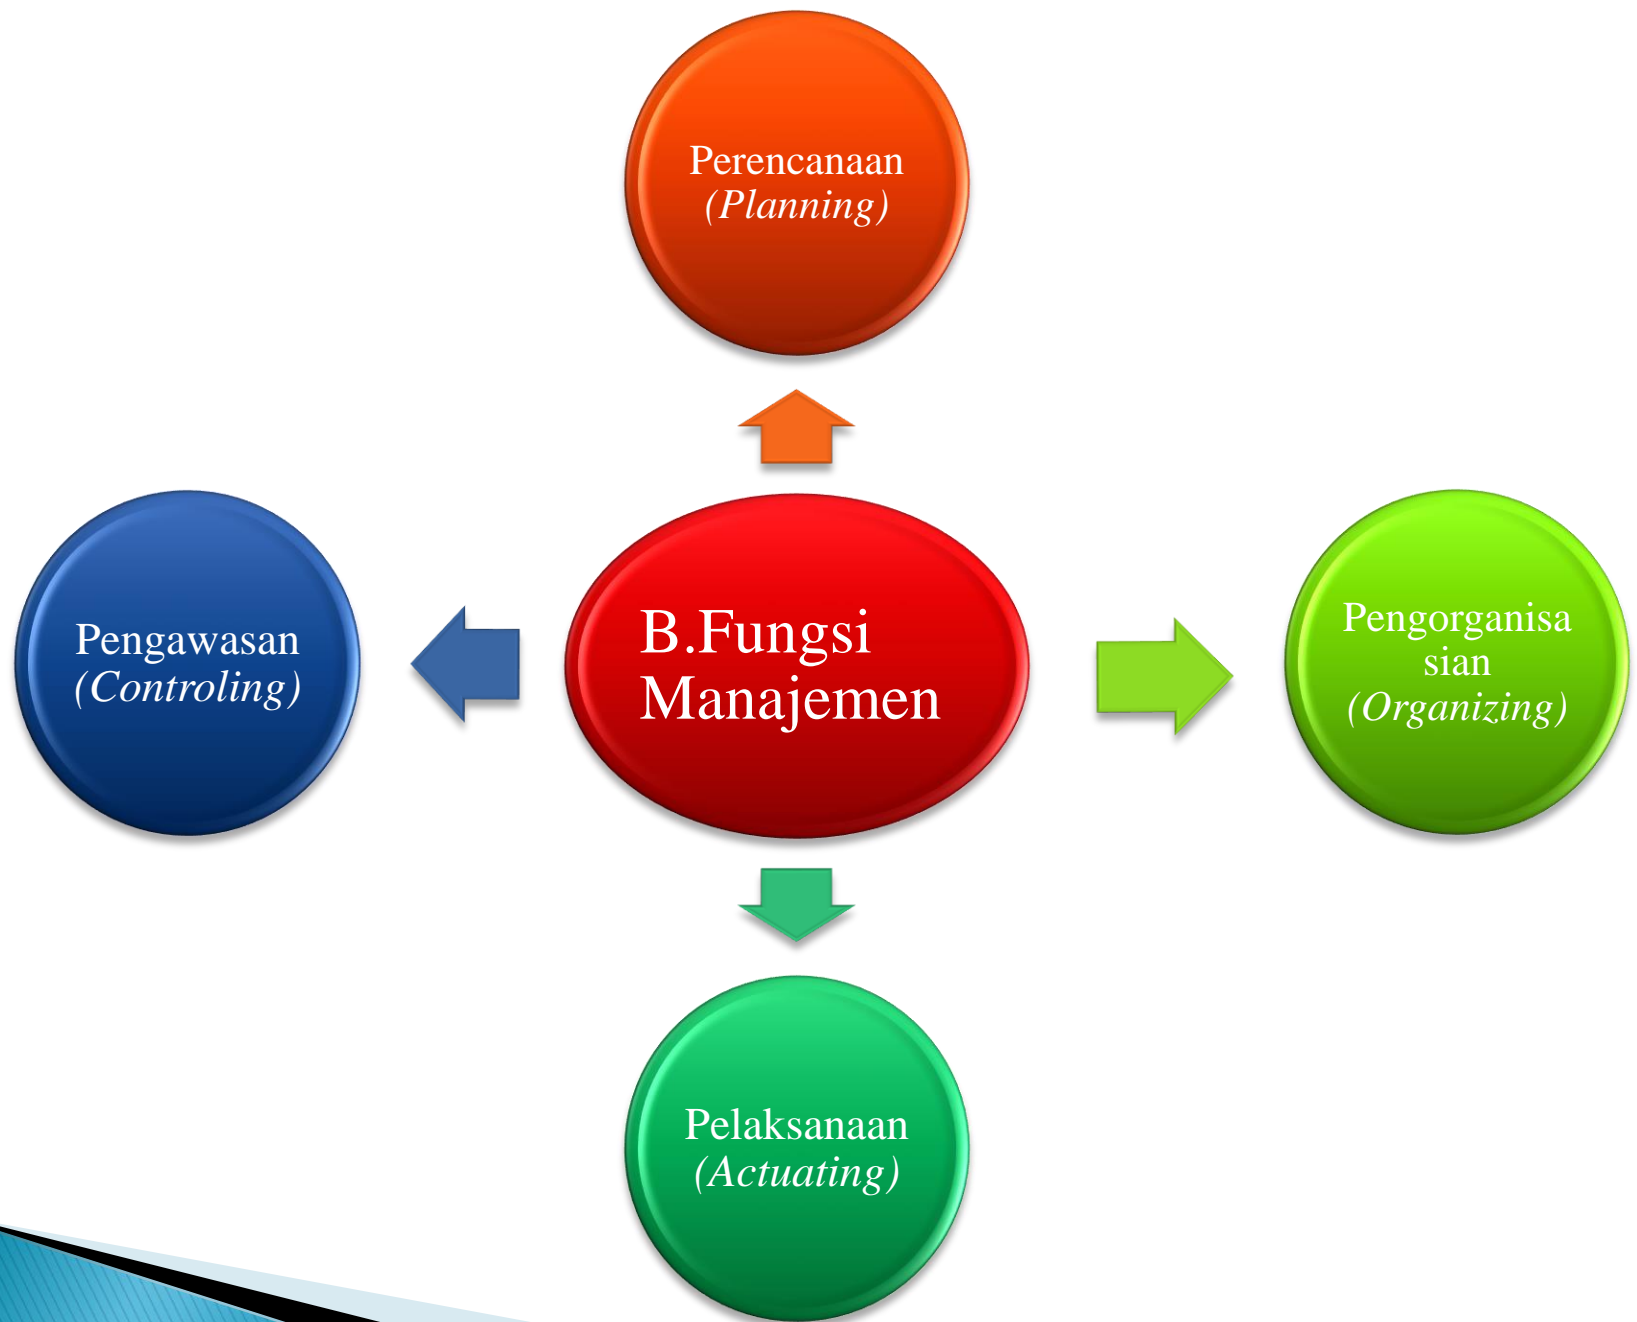 Perencanaan
(Planning)
Pengawasan
(Controling)
B.Fungsi
Manajemen
Pengorganisa
sian
(Organizing)
Pelaksanaan
(Actuating)